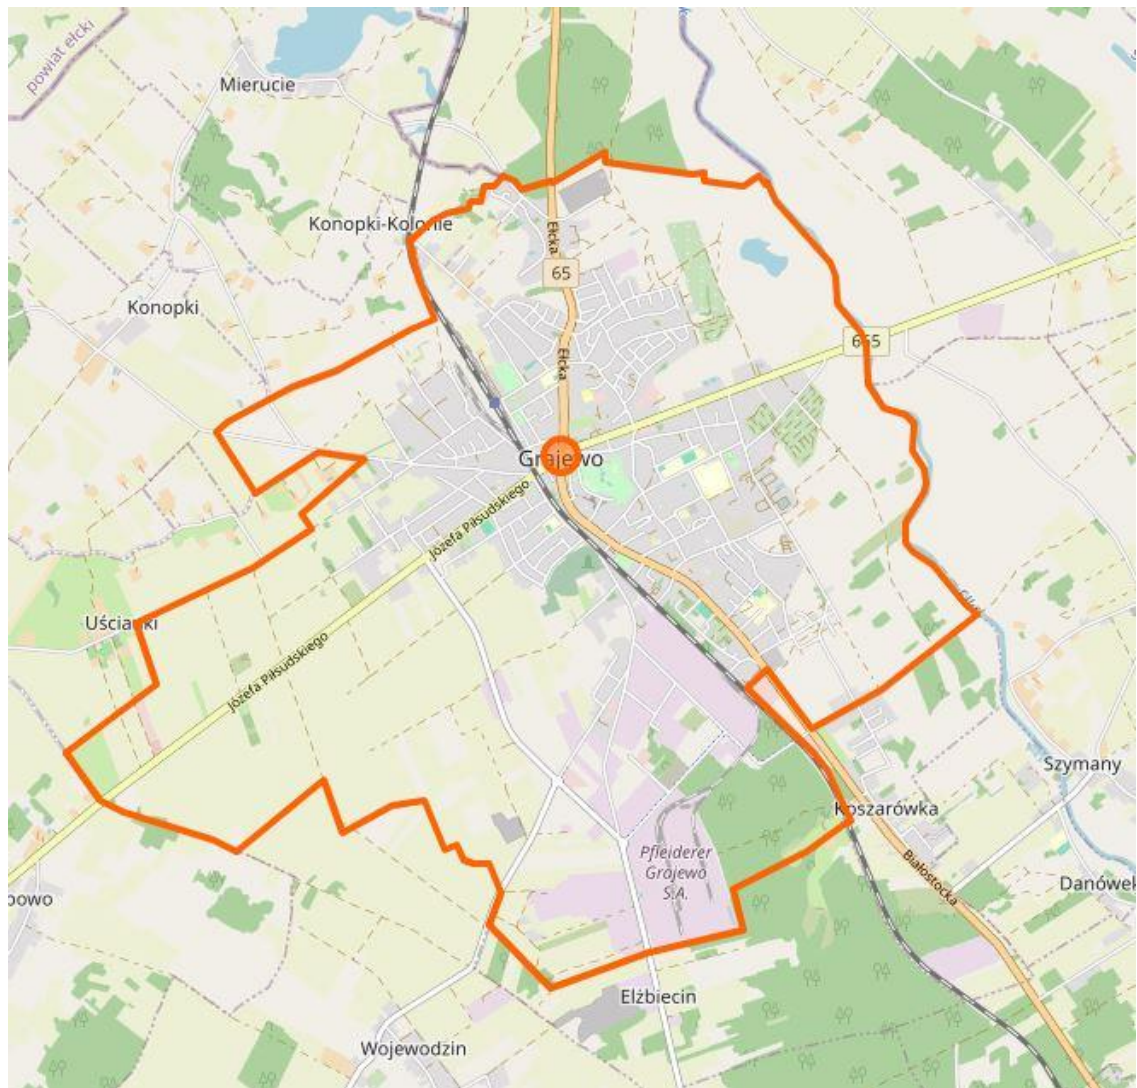 powiat ełcki
Mierucie
Konopki-Kolonie
Ełcka
65
Konopki
Ełcka
665
Grajewo
Józefa Piłsudskiego
Uścianki
Józefa Piłsudskiego
Szymany
Koszarówka
Pfleiderer
Grajewo
S.A.
Białostocka
Danówek
Elżbiecin
Wojewodzin